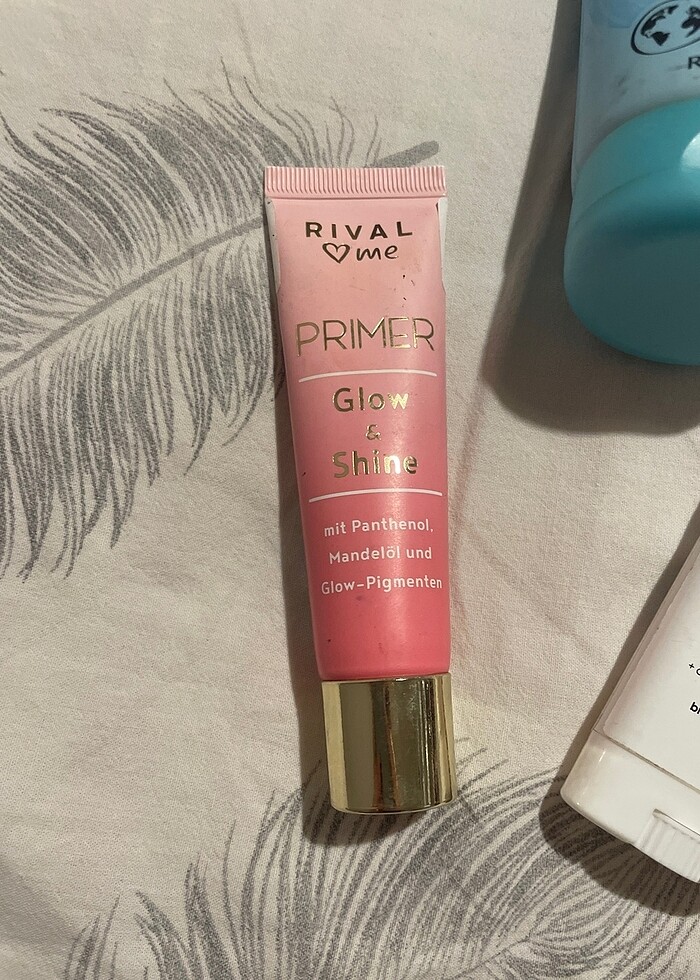 RIVAL
♡me
PRIMER
Glow
&
Shine
mit Panthenol,
Mandelöl und
Glow-Pigmenten